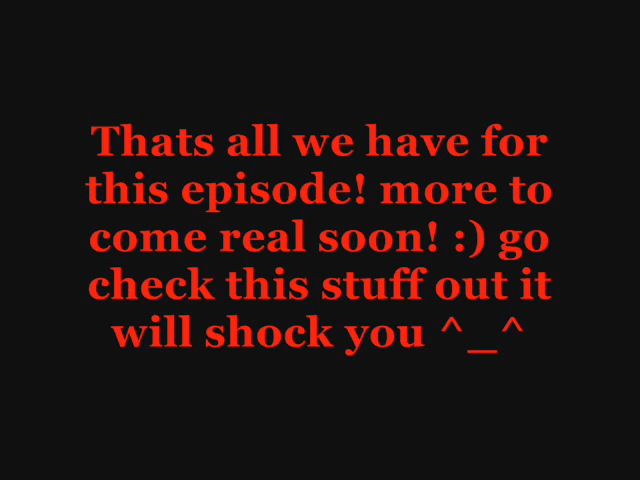 Thats all we have for
this episode! more to
come real soon! :) go
check this stuff out it
will shock you ^_^